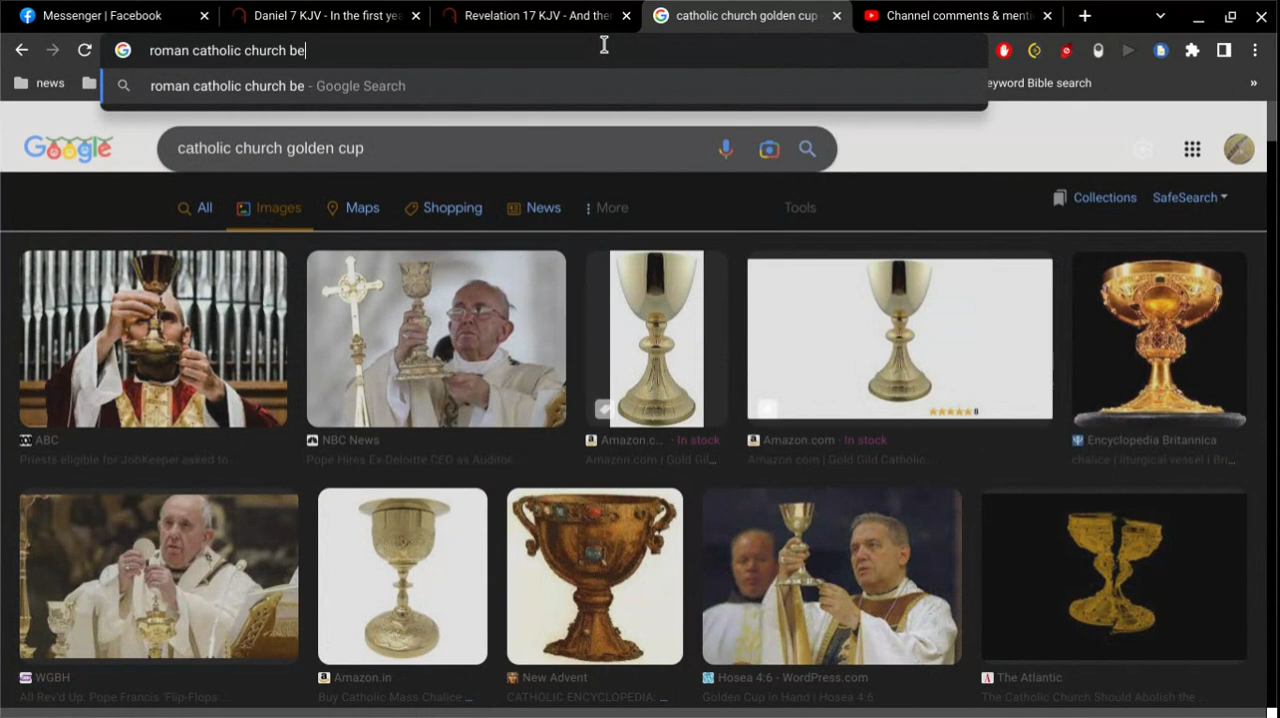 Messenger | Facebook
Daniel 7 KJV - In the first yea
Revelation 17 KJV - And then
catholic church golden cup -
Channel comments & menti
roman catholic church be
roman catholic church be - Google Search
news
eyword Bible search
»
Google
catholic church golden cup
All
Images
Maps
Shopping
News
More
Tools
Collections
SafeSearch
ABC
Priests eligible for JobKeeper asked to
NBC News
Pope Hires Ex-Deloitte CEO as Auditor...
Amazon.c... · In stock
Amazon.com | Gold Gil...
8
Amazon.com · In stock
Amazon.com | Gold Gild Catholic...
Encyclopedia Britannica
chalice | liturgical vessel | Bri...
WGBH
All Rev'd Up: Pope Francis 'Flip-Flops ...
Amazon.in
Buy Catholic Mass Chalice ...
New Advent
CATHOLIC ENCYCLOPEDIA: ...
Hosea 4:6 - WordPress.com
Golden Cup in Hand | Hosea 4:6
The Atlantic
The Catholic Church Should Abolish the ...